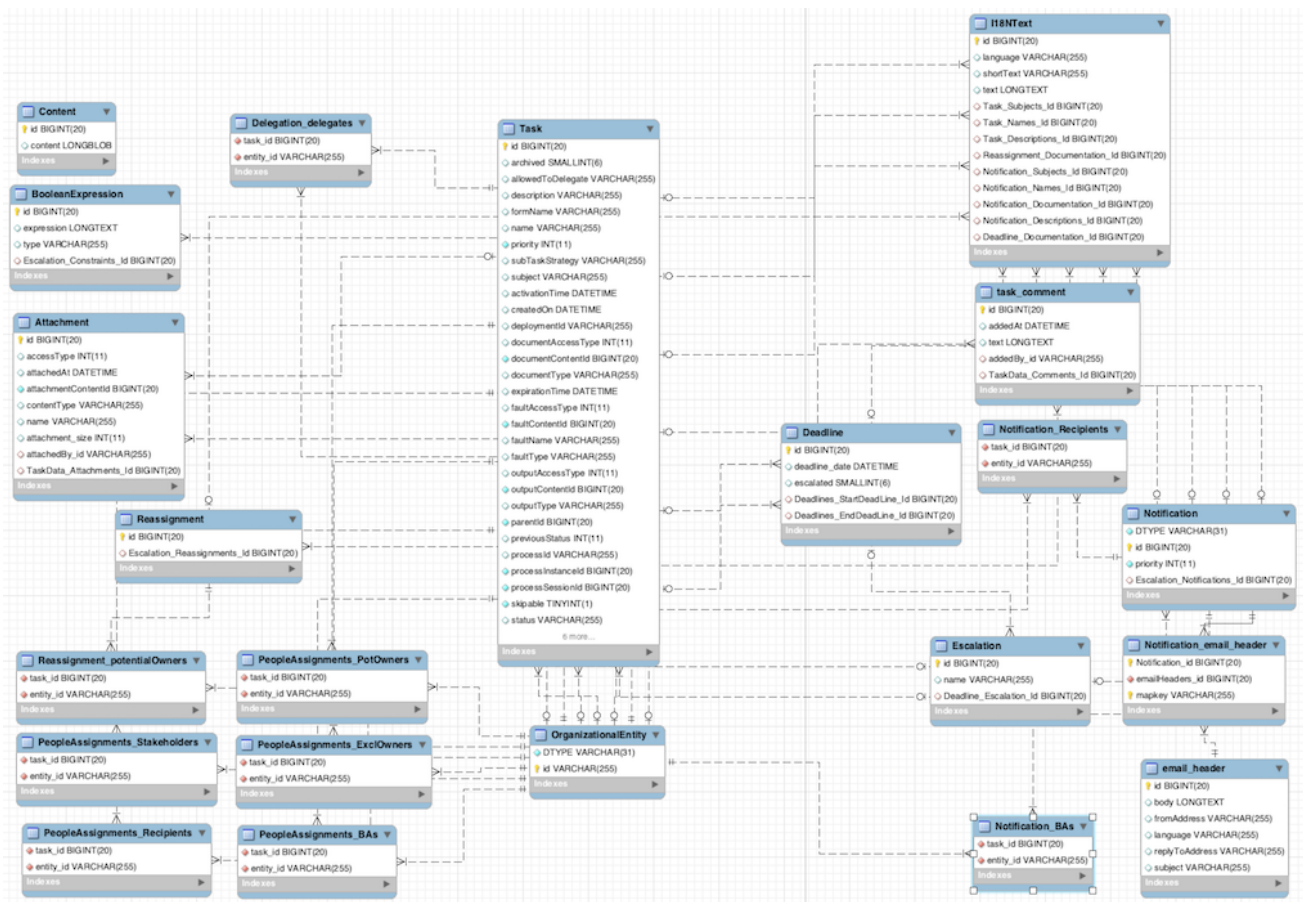 Content
id BIGINT(20)
content LONGBLOB
Indexes
BooleanExpression
id BIGINT(20)
expression LONGTEXT
type VARCHAR(255)
Escalation_Constraints_Id BIGINT(20)
Indexes
Attachment
id BIGINT(20)
accessType INT(11)
attachedAt DATETIME
attachmentContentId BIGINT(20)
contentType VARCHAR(255)
name VARCHAR(255)
attachment_size INT(11)
attachedBy_id VARCHAR(255)
TaskData_Attachments_Id BIGINT(20)
Indexes
Delegation_delegates
task_id BIGINT(20)
entity_id VARCHAR(255)
Indexes
Reassignment
id BIGINT(20)
Escalation_Reassignments_Id BIGINT(20)
Indexes
Reassignment_potentialOwners
task_id BIGINT(20)
entity_id VARCHAR(255)
Indexes
PeopleAssignments_Stakeholders
task_id BIGINT(20)
entity_id VARCHAR(255)
Indexes
PeopleAssignments_Recipients
task_id BIGINT(20)
entity_id VARCHAR(255)
Indexes
PeopleAssignments_PotOwners
task_id BIGINT(20)
entity_id VARCHAR(255)
Indexes
PeopleAssignments_ExclOwners
task_id BIGINT(20)
entity_id VARCHAR(255)
Indexes
PeopleAssignments_BAs
task_id BIGINT(20)
entity_id VARCHAR(255)
Indexes
Task
id BIGINT(20)
archived SMALLINT(6)
allowedToDelegate VARCHAR(255)
description VARCHAR(255)
formName VARCHAR(255)
name VARCHAR(255)
priority INT(11)
subTaskStrategy VARCHAR(255)
subject VARCHAR(255)
activationTime DATETIME
createdOn DATETIME
deploymentId VARCHAR(255)
documentAccessType INT(11)
documentContentId BIGINT(20)
documentType VARCHAR(255)
expirationTime DATETIME
faultAccessType INT(11)
faultContentId BIGINT(20)
faultName VARCHAR(255)
faultType VARCHAR(255)
outputAccessType INT(11)
outputContentId BIGINT(20)
outputType VARCHAR(255)
parentId BIGINT(20)
previousStatus INT(11)
processId VARCHAR(255)
processInstanceId BIGINT(20)
processSessionId BIGINT(20)
skipable TINYINT(1)
status VARCHAR(255)
6 more...
Indexes
OrganizationalEntity
DTYPE VARCHAR(31)
id VARCHAR(255)
Indexes
Deadline
id BIGINT(20)
deadline_date DATETIME
escalated SMALLINT(6)
Deadlines_StartDeadLine_Id BIGINT(20)
Deadlines_EndDeadLine_Id BIGINT(20)
Indexes
I18NText
id BIGINT(20)
language VARCHAR(255)
shortText VARCHAR(255)
text LONGTEXT
Task_Subjects_Id BIGINT(20)
Task_Names_Id BIGINT(20)
Task_Descriptions_Id BIGINT(20)
Reassignment_Documentation_Id BIGINT(20)
Notification_Subjects_Id BIGINT(20)
Notification_Names_Id BIGINT(20)
Notification_Documentation_Id BIGINT(20)
Notification_Descriptions_Id BIGINT(20)
Deadline_Documentation_Id BIGINT(20)
Indexes
task_comment
id BIGINT(20)
addedAt DATETIME
text LONGTEXT
addedBy_id VARCHAR(255)
TaskData_Comments_Id BIGINT(20)
Indexes
Notification_Recipients
task_id BIGINT(20)
entity_id VARCHAR(255)
Indexes
Notification
DTYPE VARCHAR(31)
id BIGINT(20)
priority INT(11)
Escalation_Notifications_Id BIGINT(20)
Indexes
Escalation
id BIGINT(20)
name VARCHAR(255)
Deadline_Escalation_Id BIGINT(20)
Indexes
Notification_email_header
Notification_id BIGINT(20)
emailHeaders_id BIGINT(20)
mapkey VARCHAR(255)
Indexes
Notification_BAs
task_id BIGINT(20)
entity_id VARCHAR(255)
Indexes
email_header
id BIGINT(20)
body LONGTEXT
fromAddress VARCHAR(255)
language VARCHAR(255)
replyToAddress VARCHAR(255)
subject VARCHAR(255)
Indexes